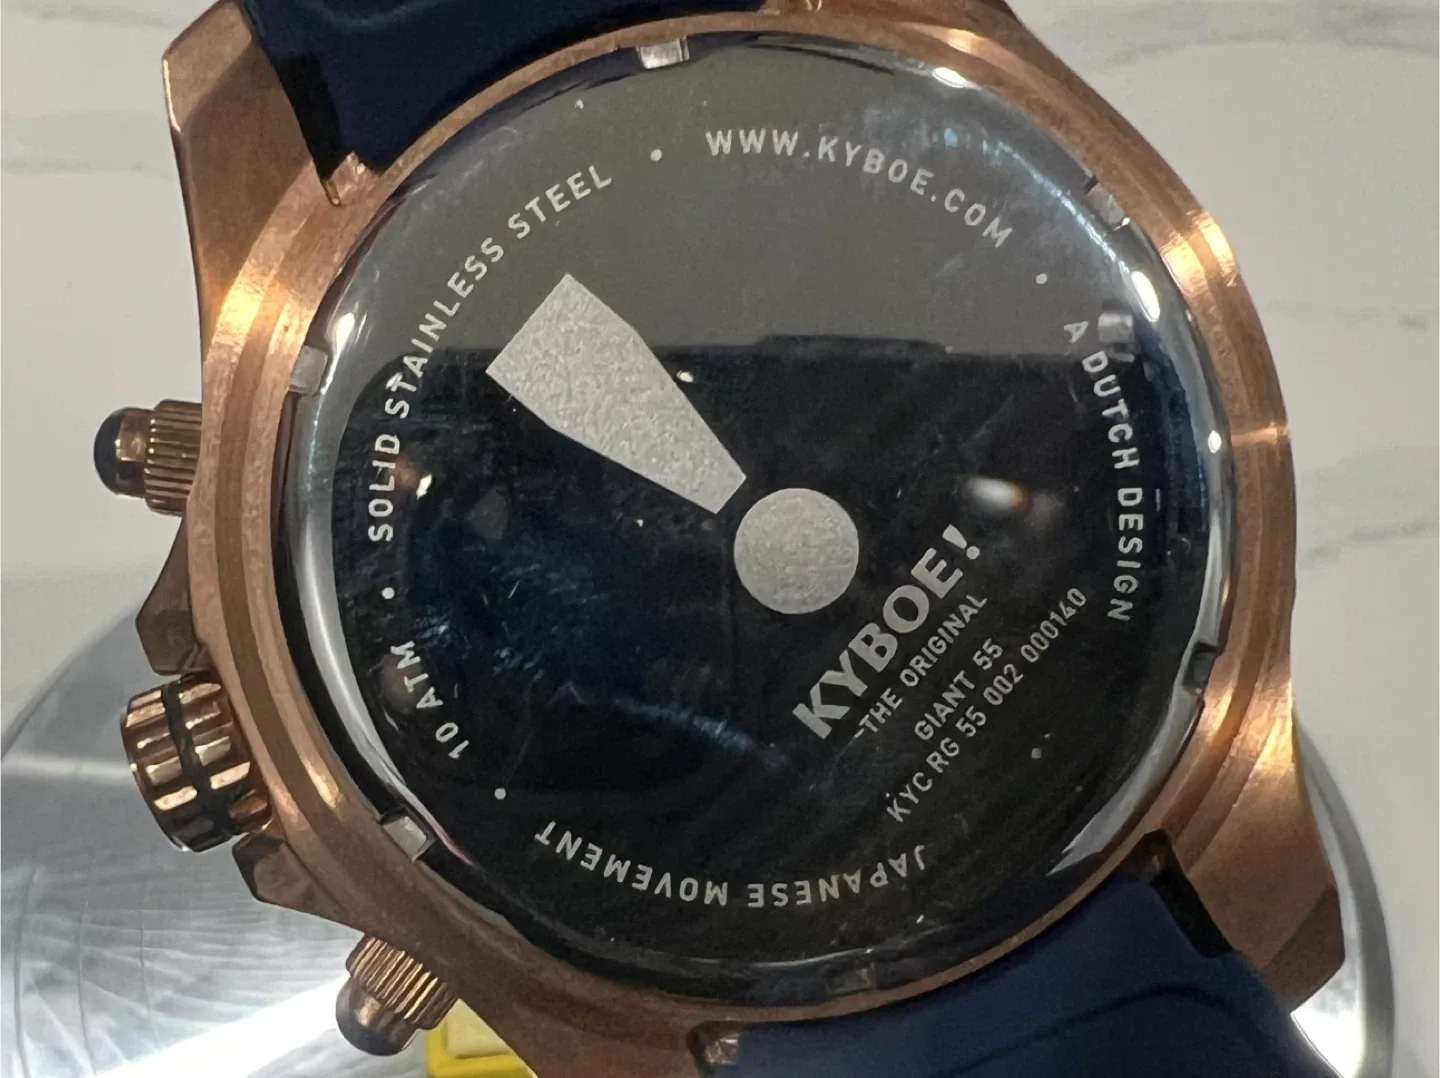 WWW.KYBOE.COM
A DUTCH DESIGN
JAPANESE MOVEMENT
10 ATM
SOLID STAINLESS STEEL
KYBOE!
THE ORIGINAL
GIANT 55
KYC RG 55 002 000140